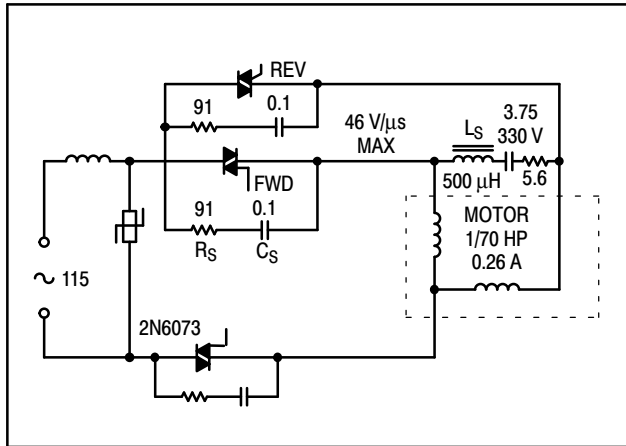 REV
91
0.1
46 V/μs
MAX
LS
3.75
330 V
FWD
500 μH
5.6
91
0.1
RS
CS
MOTOR
1/70 HP
0.26 A
115
2N6073